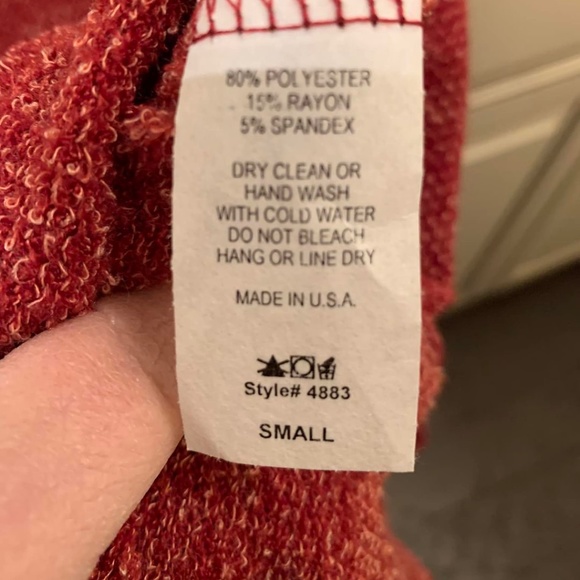 80% POLYESTER
15% RAYON
5% SPANDEX
DRY CLEAN OR
HAND WASH
WITH COLD WATER
DO NOT BLEACH
HANG OR LINE DRY
MADE IN U.S.A.
Style# 4883
SMALL